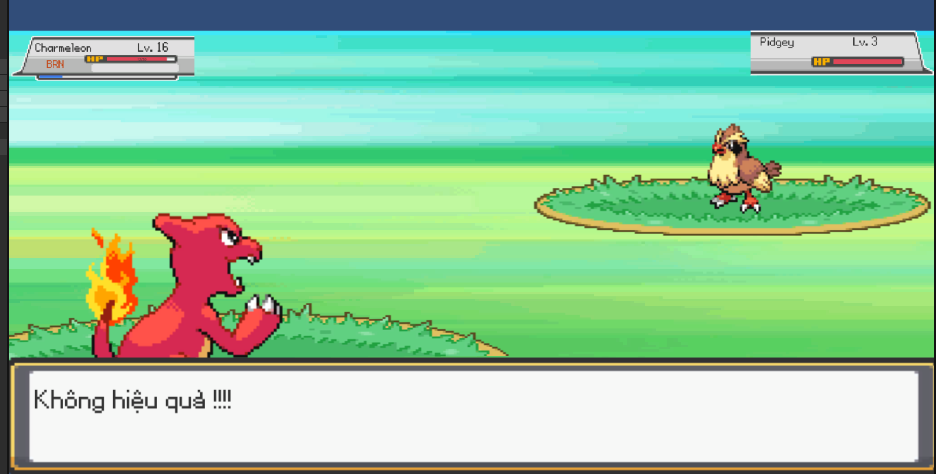 Charmeleon Lv. 16
HP
BRN
Pidgey Lv. 3
HP
Không hiệu quả !!!!